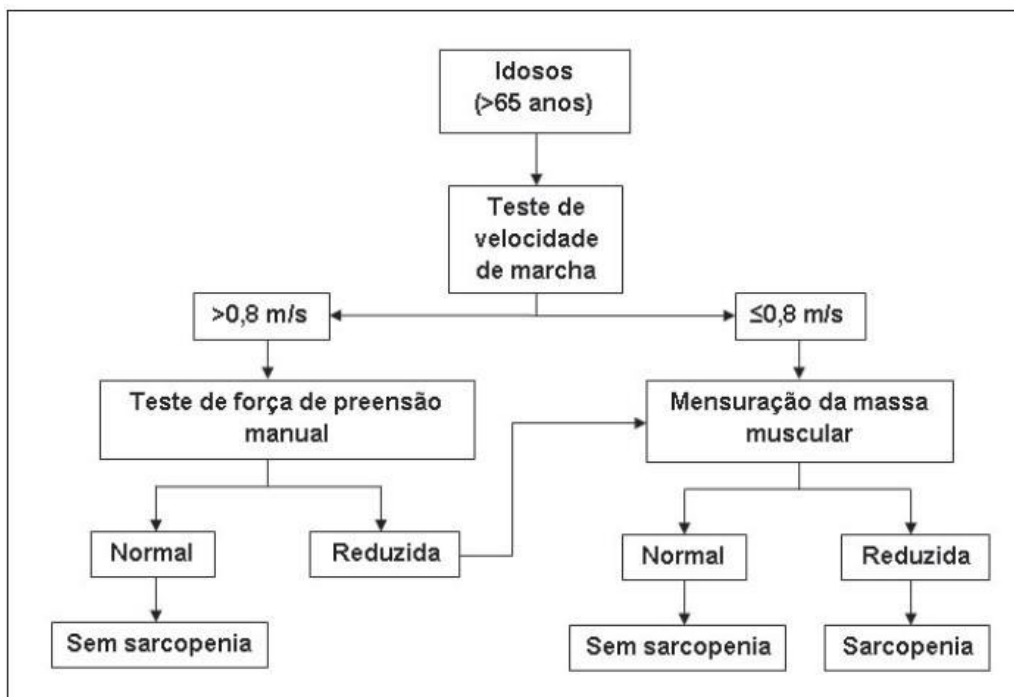 Idosos
(>65 anos)
Teste de
velocidade
de marcha
>0,8 m/s
≤0,8 m/s
Teste de força de preensão
manual
Mensuração da massa
muscular
Normal
Reduzida
Normal
Reduzida
Sem sarcopenia
Sem sarcopenia
Sarcopenia